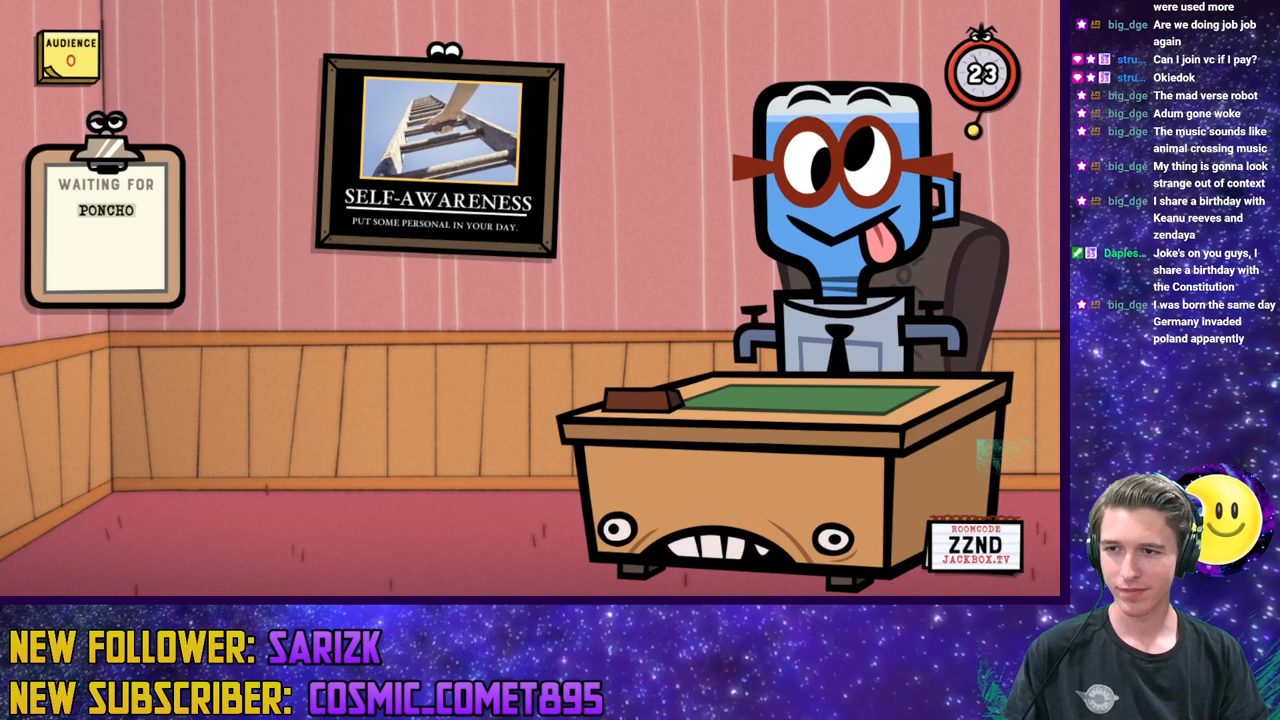 AUDIENCE
0
WAITING FOR
PONCHO
SELF-AWARENESS
PUT SOME PERSONAL IN YOUR DAY.
23
ROOMCODE
ZZND
JACKBOX.TV
were used more
big_dge Are we doing job job
again
stru... Can I join vc if I pay?
stru... Okiedok
big_dge The mad verse robot
big_dge Adum gone woke
big_dge The music sounds like
animal crossing music
big_dge My thing is gonna look
strange out of context
big_dge I share a birthday with
Keanu reeves and
zendaya
Daples... Joke's on you guys, I
share a birthday with
the Constitution
big_dge I was born the same day
Germany invaded
poland apparently
NEW FOLLOWER: SARIZK
NEW SUBSCRIBER: COSMIC_COMET895